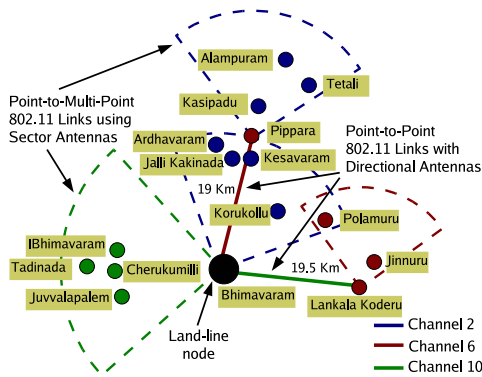 Alampuram
Tetali
Point-to-Multi-Point
802.11 Links using
Sector Antennas
Kasipadu
Pippara
Point-to-Point
802.11 Links with
Directional Antennas
Ardhavaram
Jalli Kakinada
Kesavaram
19 Km
Korukollu
Polamuru
IBhimavaram
Tadinada
Cherukumilli
Juvvalapalem
19.5 Km
Jinnuru
Bhimavaram
Lankala Koderu
Land-line
node
Channel 2
Channel 6
Channel 10